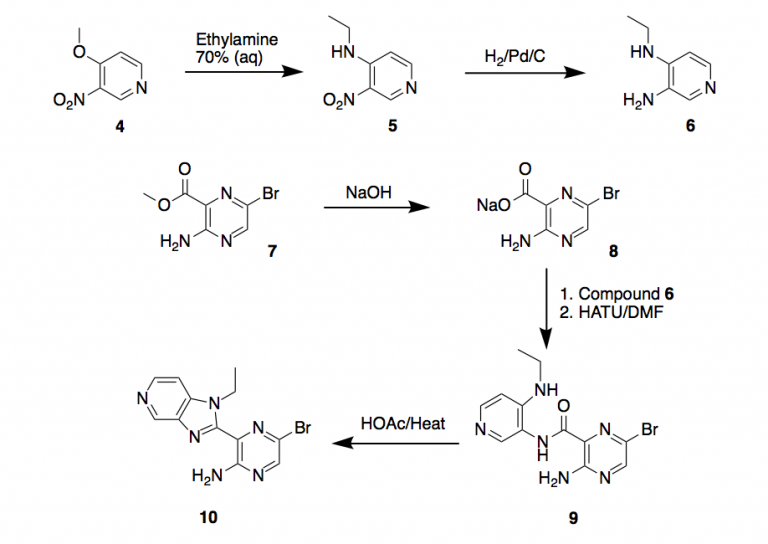 O
O₂N
N
4
Ethylamine
70% (aq)
HN
O₂N
N
5
H₂/Pd/C
HN
H₂N
N
6
O
O
N
Br
H₂N
N
7
NaOH
O
NaO
N
Br
H₂N
N
8
1. Compound 6
2. HATU/DMF
N
N
N
N
Br
H₂N
N
10
HOAc/Heat
NH
O
N
N
H
N
Br
H₂N
N
9